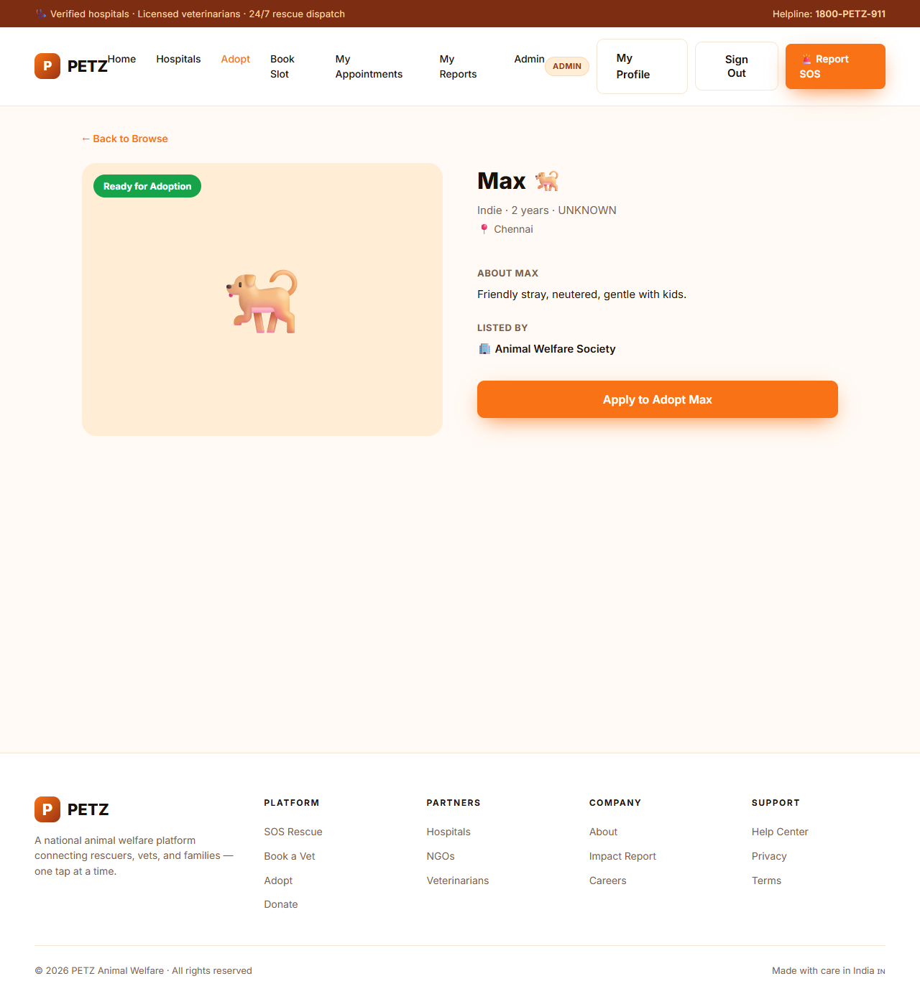 Verified hospitals · Licensed veterinarians · 24/7 rescue dispatch
Helpline: 1800-PETZ-911
P PETZ
Home
Hospitals
Adopt
Book
Slot
My
Appointments
My
Reports
Admin
ADMIN
My
Profile
Sign
Out
Report
SOS
← Back to Browse
Ready for Adoption
Max
Indie · 2 years · UNKNOWN
Chennai
ABOUT MAX
Friendly stray, neutered, gentle with kids.
LISTED BY
Animal Welfare Society
Apply to Adopt Max
P PETZ
A national animal welfare platform
connecting rescuers, vets, and families —
one tap at a time.
PLATFORM
SOS Rescue
Book a Vet
Adopt
Donate
PARTNERS
Hospitals
NGOs
Veterinarians
COMPANY
About
Impact Report
Careers
SUPPORT
Help Center
Privacy
Terms
© 2026 PETZ Animal Welfare · All rights reserved
Made with care in India IN